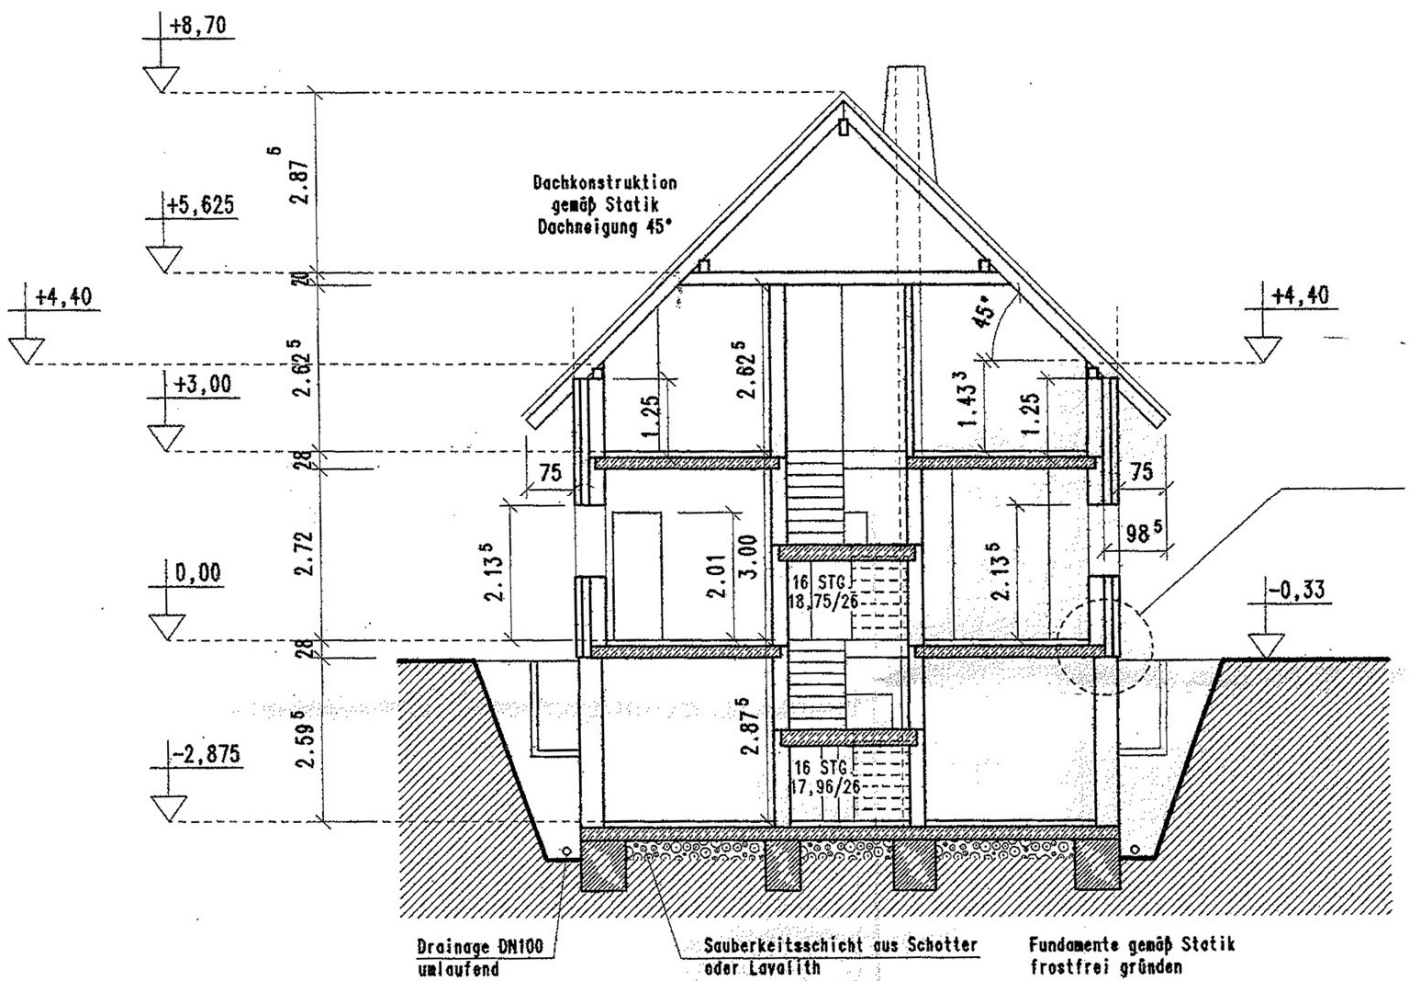 +8,70
2.87⁵
Dachkonstruktion
gemäß Statik
Dachneigung 45°
+5,625
20
+4,40
+4,40
45°
2.62⁵
2.62⁵
+3,00
1.25
1.43³
1.25
28
75
75
98⁵
2.72
2.13⁵
2.01
3.00
2.13⁵
0,00
16 STG.
18,75/26
-0,33
28
2.59⁵
2.87⁵
-2,875
16 STG.
17,96/26
Drainage DN100
umlaufend
Sauberkeitsschicht aus Schotter
oder Lavalith
Fundamente gemäß Statik
frostfrei gründen